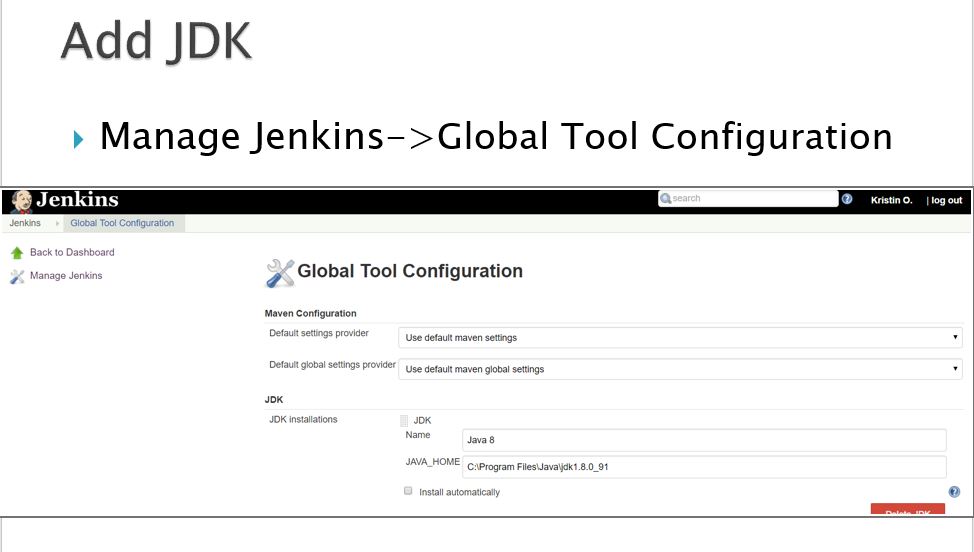 Add JDK
Manage Jenkins->Global Tool Configuration
Jenkins search Kristin O. | log out
Jenkins Global Tool Configuration
Back to Dashboard
Manage Jenkins
Global Tool Configuration
Maven Configuration
Default settings provider Use default maven settings
Default global settings provider Use default maven global settings
JDK
JDK installations JDK
Name Java 8
JAVA_HOME C:\Program Files\Java\jdk1.8.0_91
Install automatically
Delete JDK